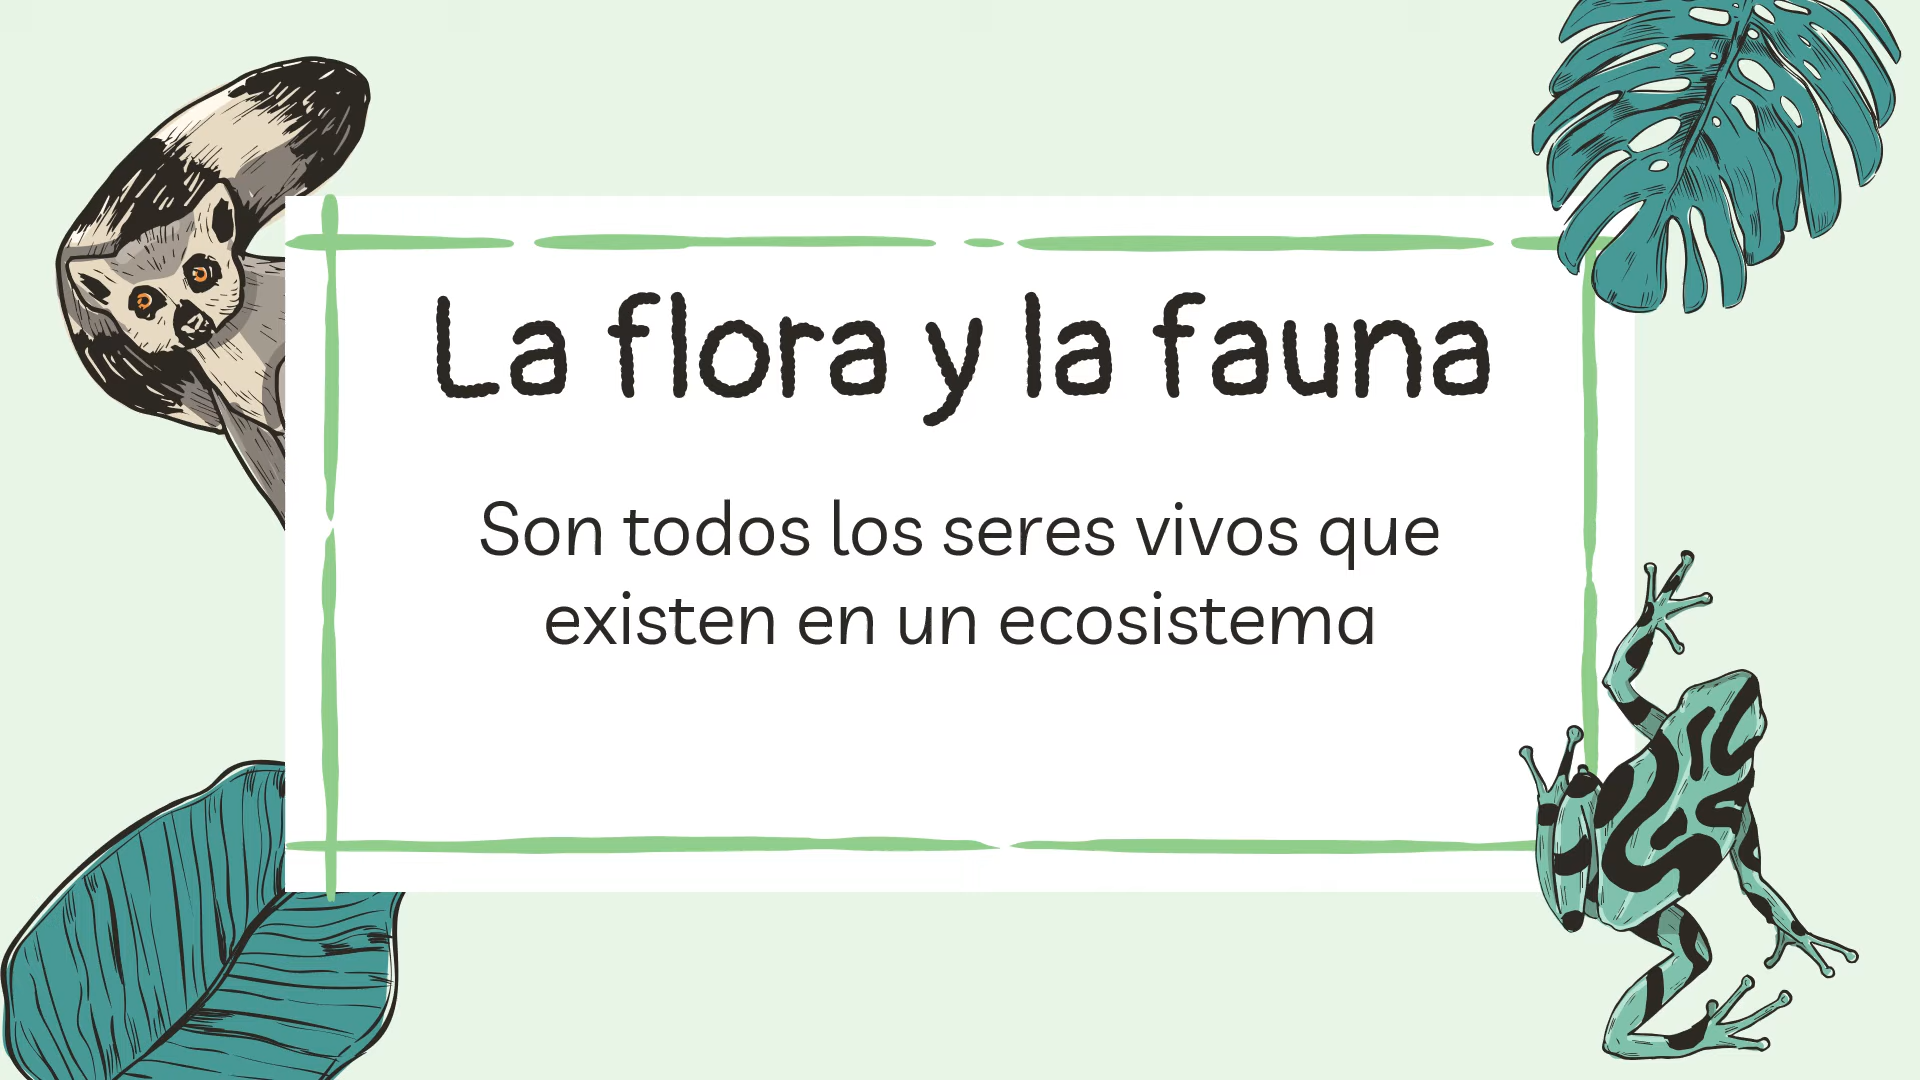 La flora y la fauna
Son todos los seres vivos que
existen en un ecosistema